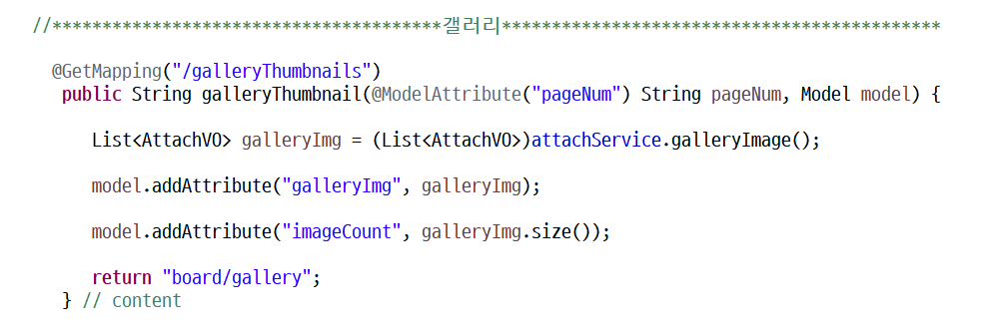 //***************************************갤러리********************************************
@GetMapping("/galleryThumbnails")
public String galleryThumbnail(@ModelAttribute("pageNum") String pageNum, Model model) {
List<AttachVO> galleryImg = (List<AttachVO>)attachService.galleryImage();
model.addAttribute("galleryImg", galleryImg);
model.addAttribute("imageCount", galleryImg.size());
return "board/gallery";
} // content